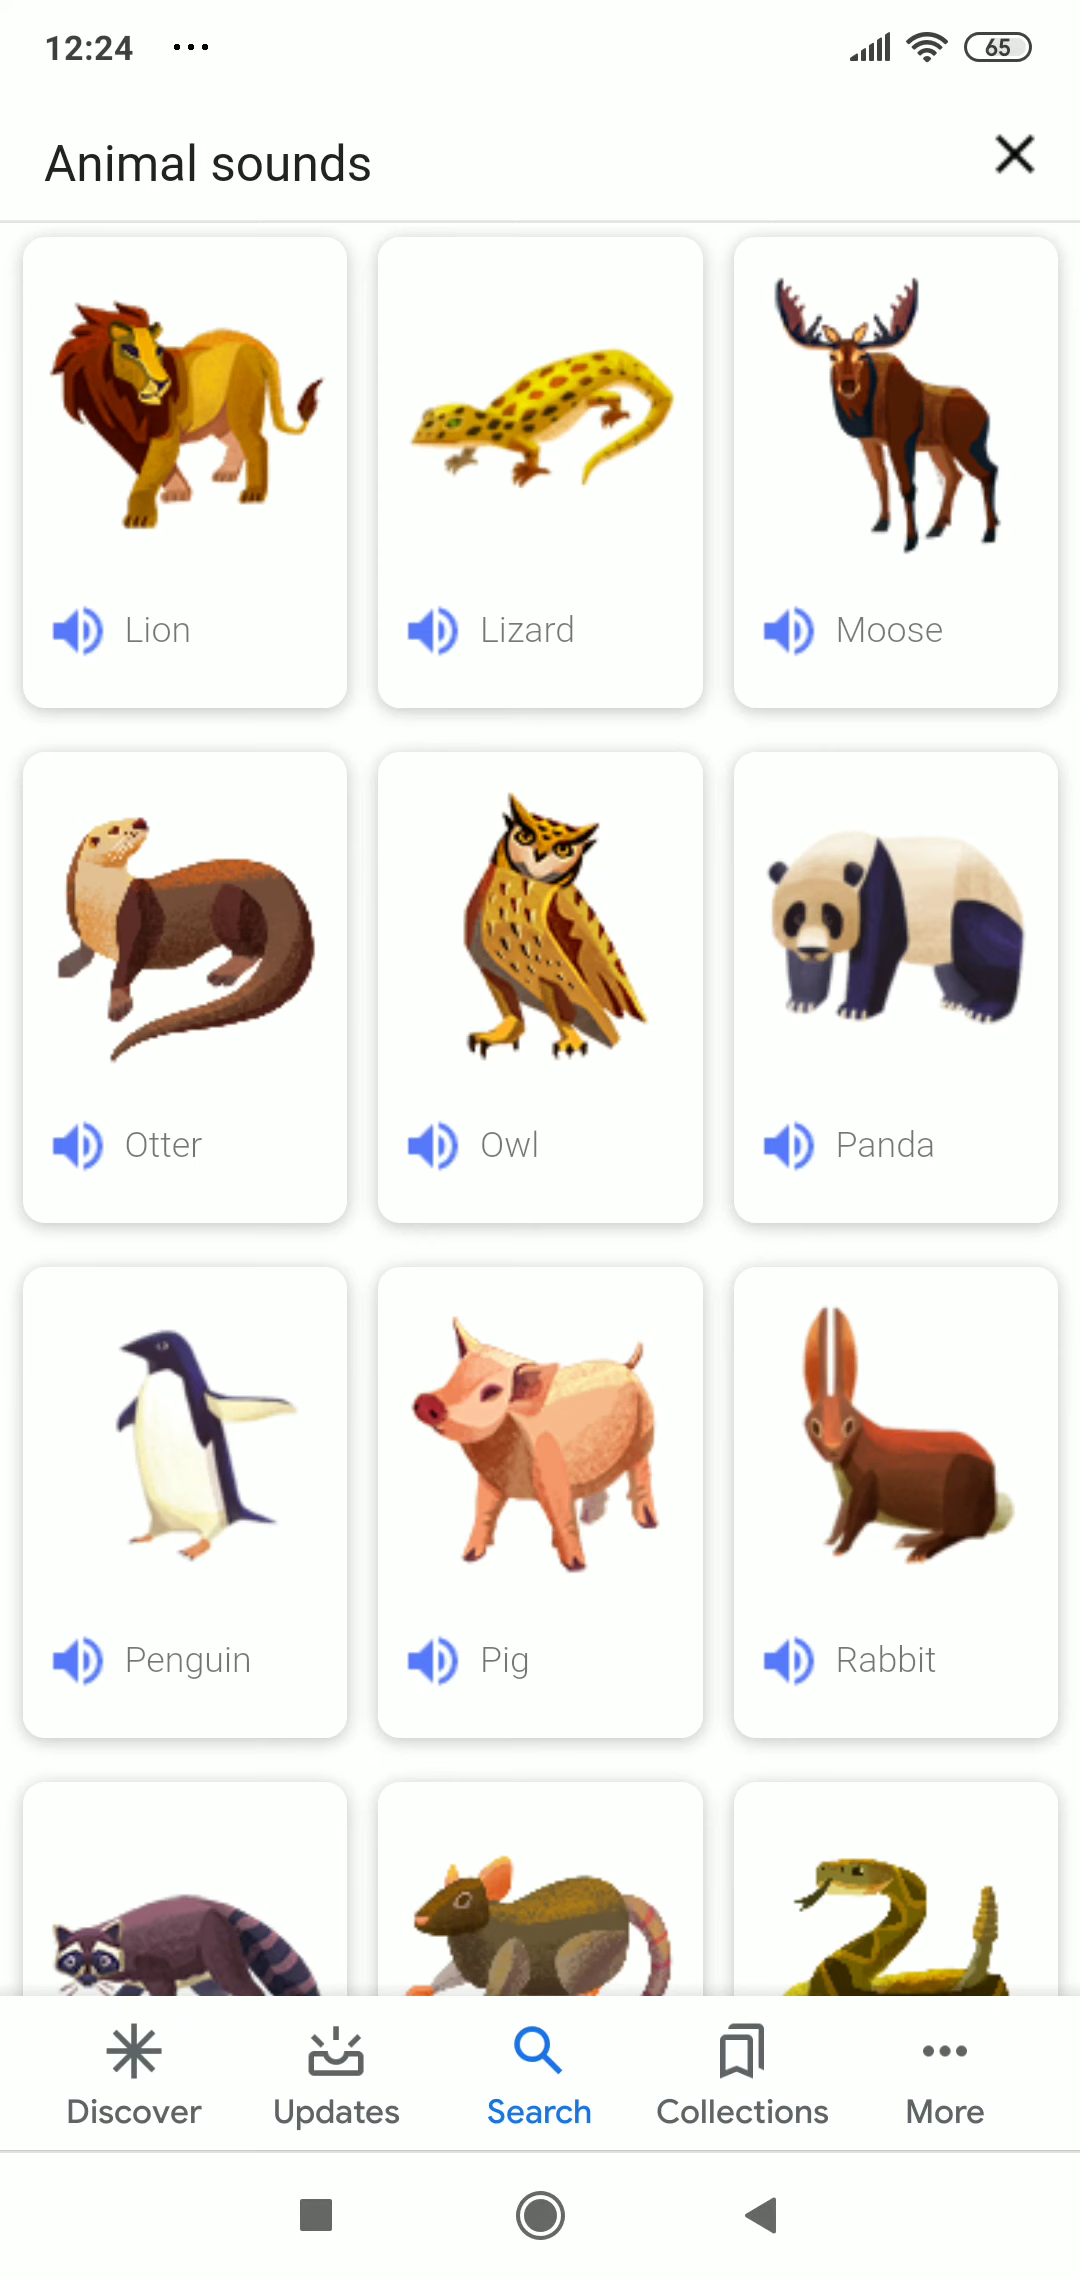 12:24 ... 65
Animal sounds
Lion Lizard Moose
Otter Owl Panda
Penguin Pig Rabbit
Discover Updates Search Collections More